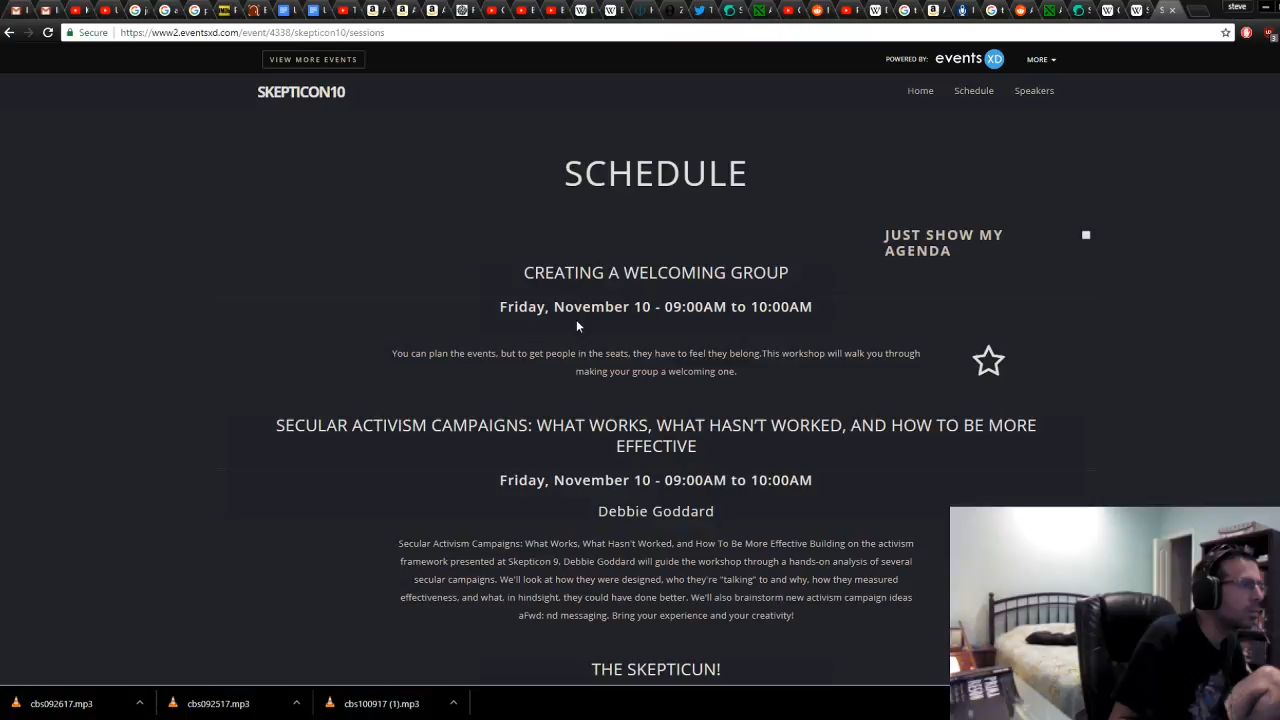 steve
Secure
https://www2.eventsxd.com/event/4338/skepticon10/sessions
VIEW MORE EVENTS
POWERED BY: events XD
MORE
SKEPTICON10
Home Schedule Speakers
SCHEDULE
JUST SHOW MY
AGENDA
CREATING A WELCOMING GROUP
Friday, November 10 - 09:00AM to 10:00AM
You can plan the events, but to get people in the seats, they have to feel they belong.This workshop will walk you through
making your group a welcoming one.
SECULAR ACTIVISM CAMPAIGNS: WHAT WORKS, WHAT HASN'T WORKED, AND HOW TO BE MORE
EFFECTIVE
Friday, November 10 - 09:00AM to 10:00AM
Debbie Goddard
Secular Activism Campaigns: What Works, What Hasn't Worked, and How To Be More Effective Building on the activism
framework presented at Skepticon 9, Debbie Goddard will guide the workshop through a hands-on analysis of several
secular campaigns. We'll look at how they were designed, who they're "talking" to and why, how they measured
effectiveness, and what, in hindsight, they could have done better. We'll also brainstorm new activism campaign ideas
aFwd: nd messaging. Bring your experience and your creativity!
THE SKEPTICUN!
cbs092617.mp3
cbs092517.mp3
cbs100917 (1).mp3